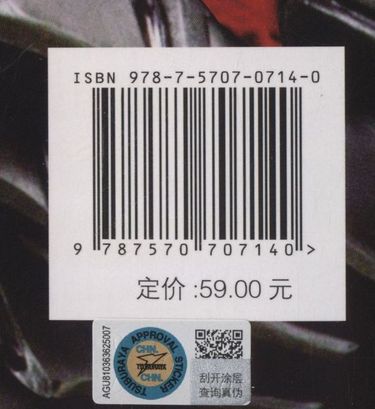 ISBN 978-7-5707-0714-0
9 787570 707140 >
定价:59.00 元
AGU810363625007
TSUBURAYA APPROVAL STICKER
CHN.
TSUBURAYA
CHN.
刮开涂层
查询真伪